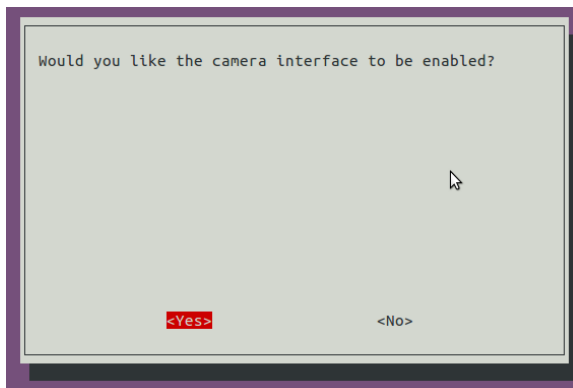 Would you like the camera interface to be enabled?
<Yes> <No>